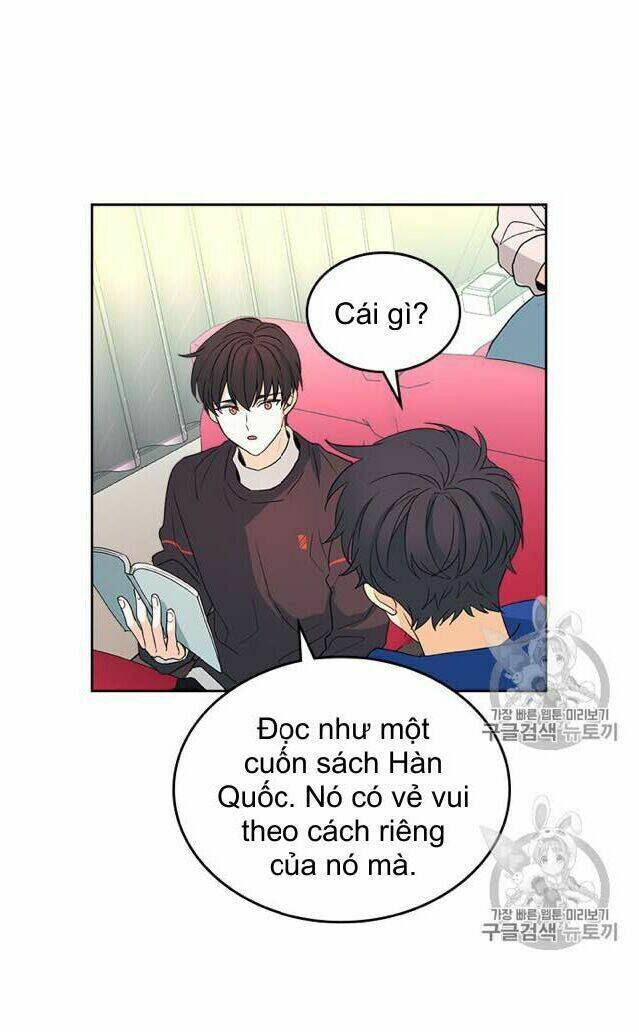 Cái gì?
가장 빠른 웹툰 미리보기
구글검색 뉴토끼
Đọc như một
cuốn sách Hàn
Quốc. Nó có vẻ vui
theo cách riêng
của nó mà.
가장 빠른 웹툰 미리보기
구글검색 뉴토끼